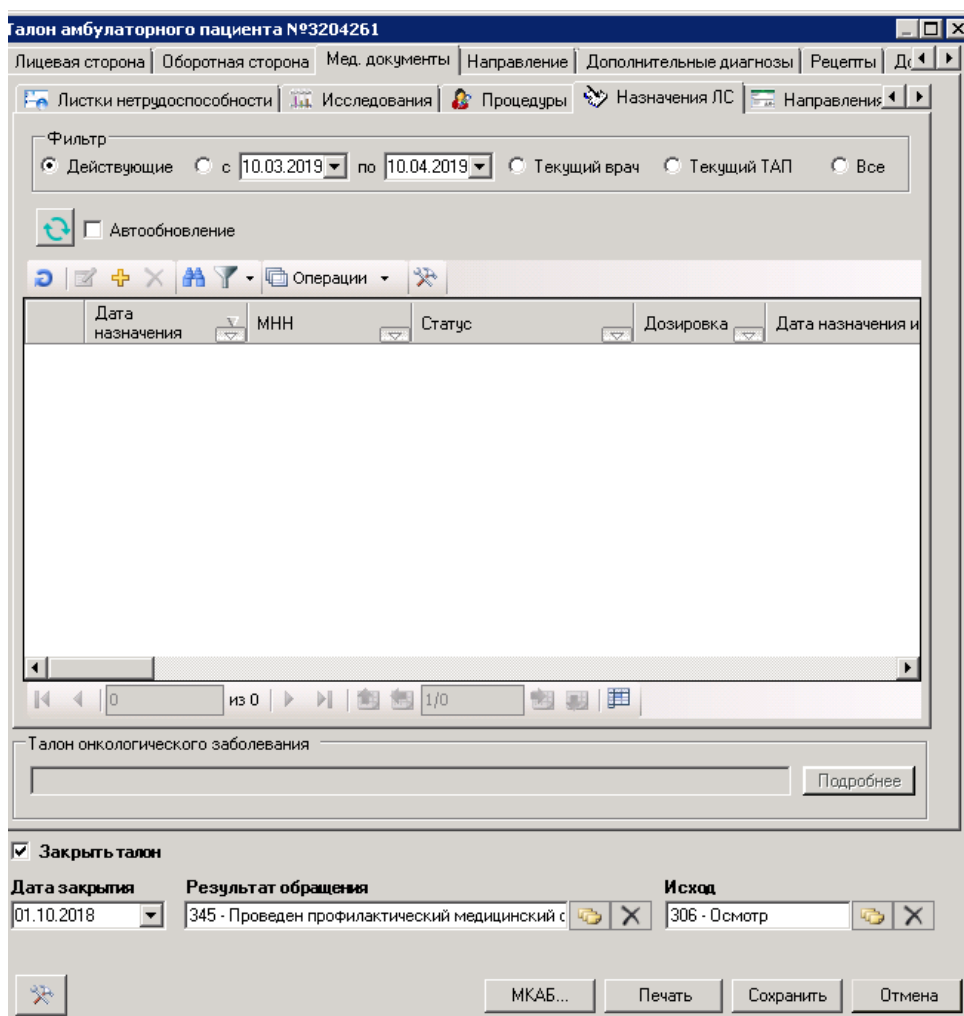 Талон амбулаторного пациента №3204261
Лицевая сторона Оборотная сторона Мед. документы Направление Дополнительные диагнозы Рецепты
Листки нетрудоспособности Исследования Процедуры Назначения ЛС Направления
Фильтр
Действующие с 10.03.2019 по 10.04.2019 Текущий врач Текущий ТАП Все
Автообновление
Операции
Дата назначения МНН Статус Дозировка Дата назначения и
0 из 0 1/0
Талон онкологического заболевания
Подробнее
Закрыть талон
Дата закрытия Результат обращения Исход
01.10.2018 345 - Проведен профилактический медицинский 306 - Осмотр
МКАБ... Печать Сохранить Отмена